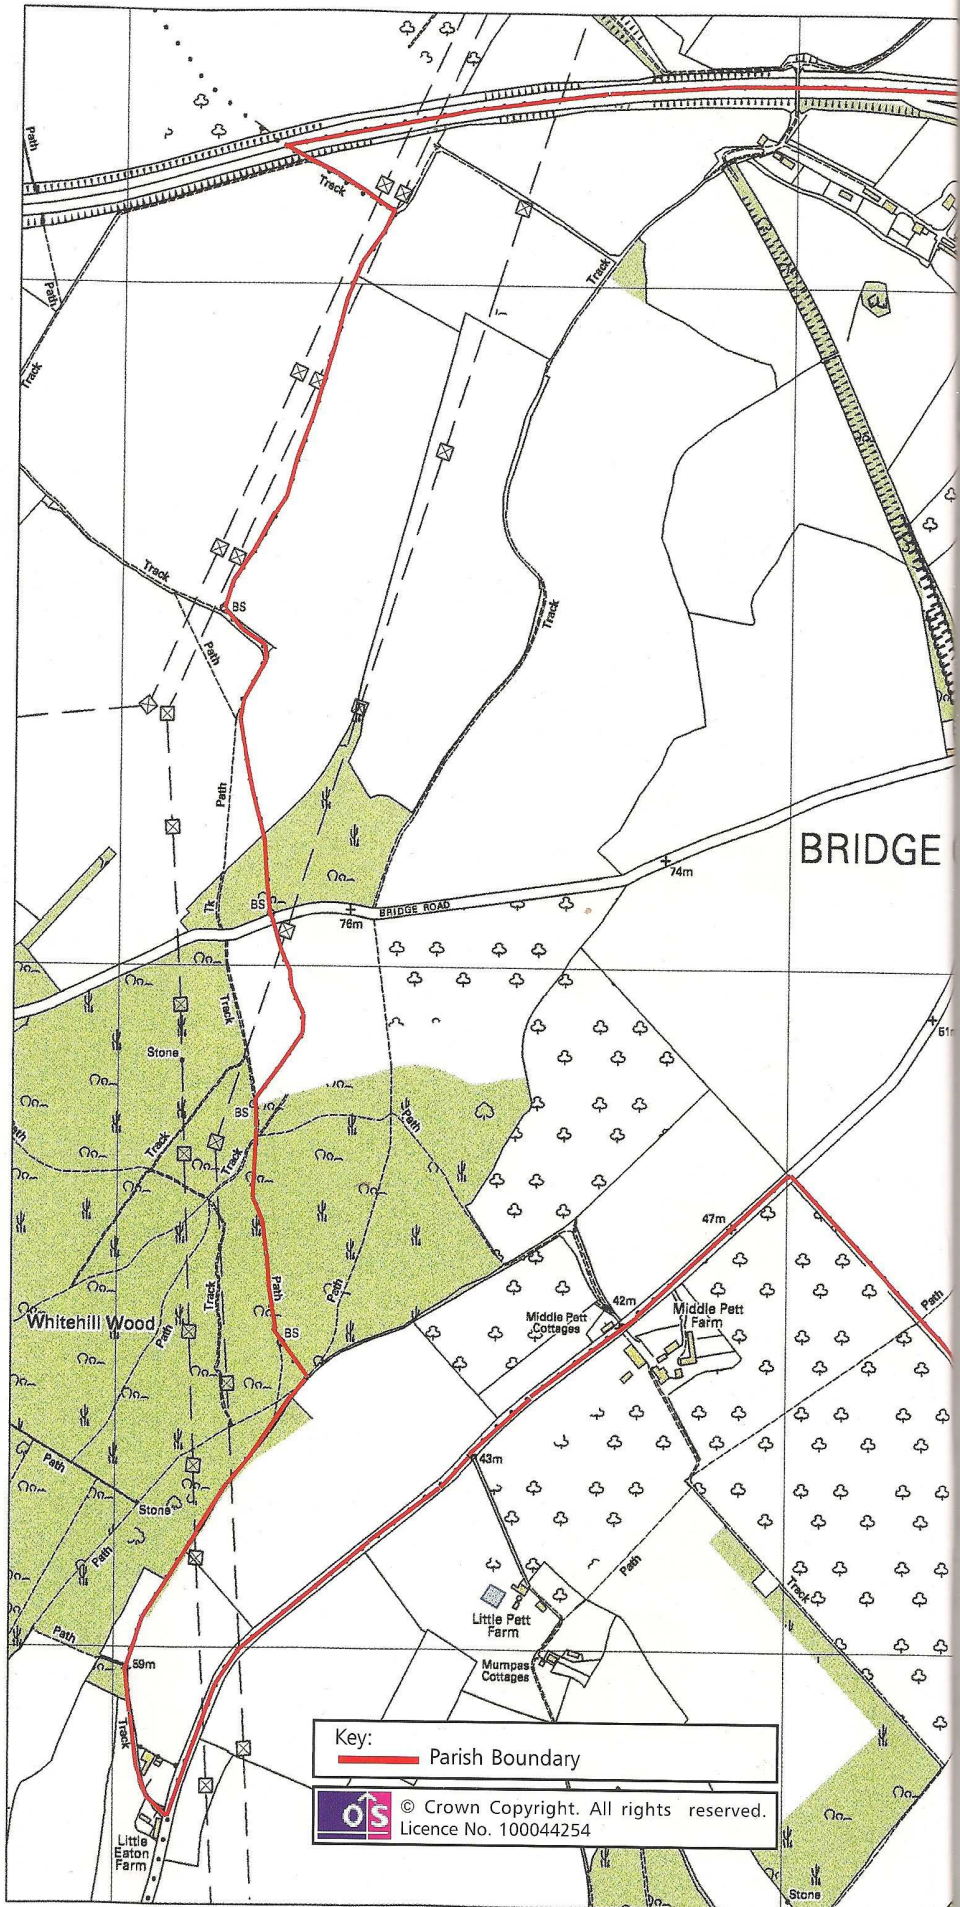 Path
Track
Path
Track
Track
Track
BS
Path
Track
Path
Tk
BS
76m
BRIDGE ROAD
74m
BRIDGE
Track
Stone
BS
Path
Track
Track
47m
Path
Track
Path
Path
42m
Middle Pett
Cottages
Middle Pett
Farm
Path
Whitehill Wood
Path
BS
43m
Path
Stone
Path
Path
Track
Little Pett
Farm
Path
59m
Mumpas
Cottages
Track
Key:
Parish Boundary
OS
© Crown Copyright. All rights reserved.
Licence No. 100044254
Little
Eaton
Farm
Stone